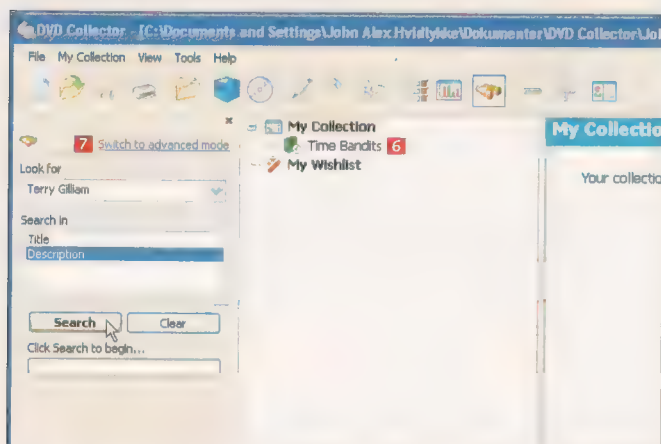 DVD Collector - [C:\Documents and Settings\John Alex Hvidtykke\Dokumenter\DVD Collector\Jo
File My Collection View Tools Help
7 Switch to advanced mode
Look for
Terry Gilliam
Search in
Title
Description
Search Clear
Click Search to begin...
My Collection
Time Bandits 6
My Wishlist
My Collectio
Your collectio